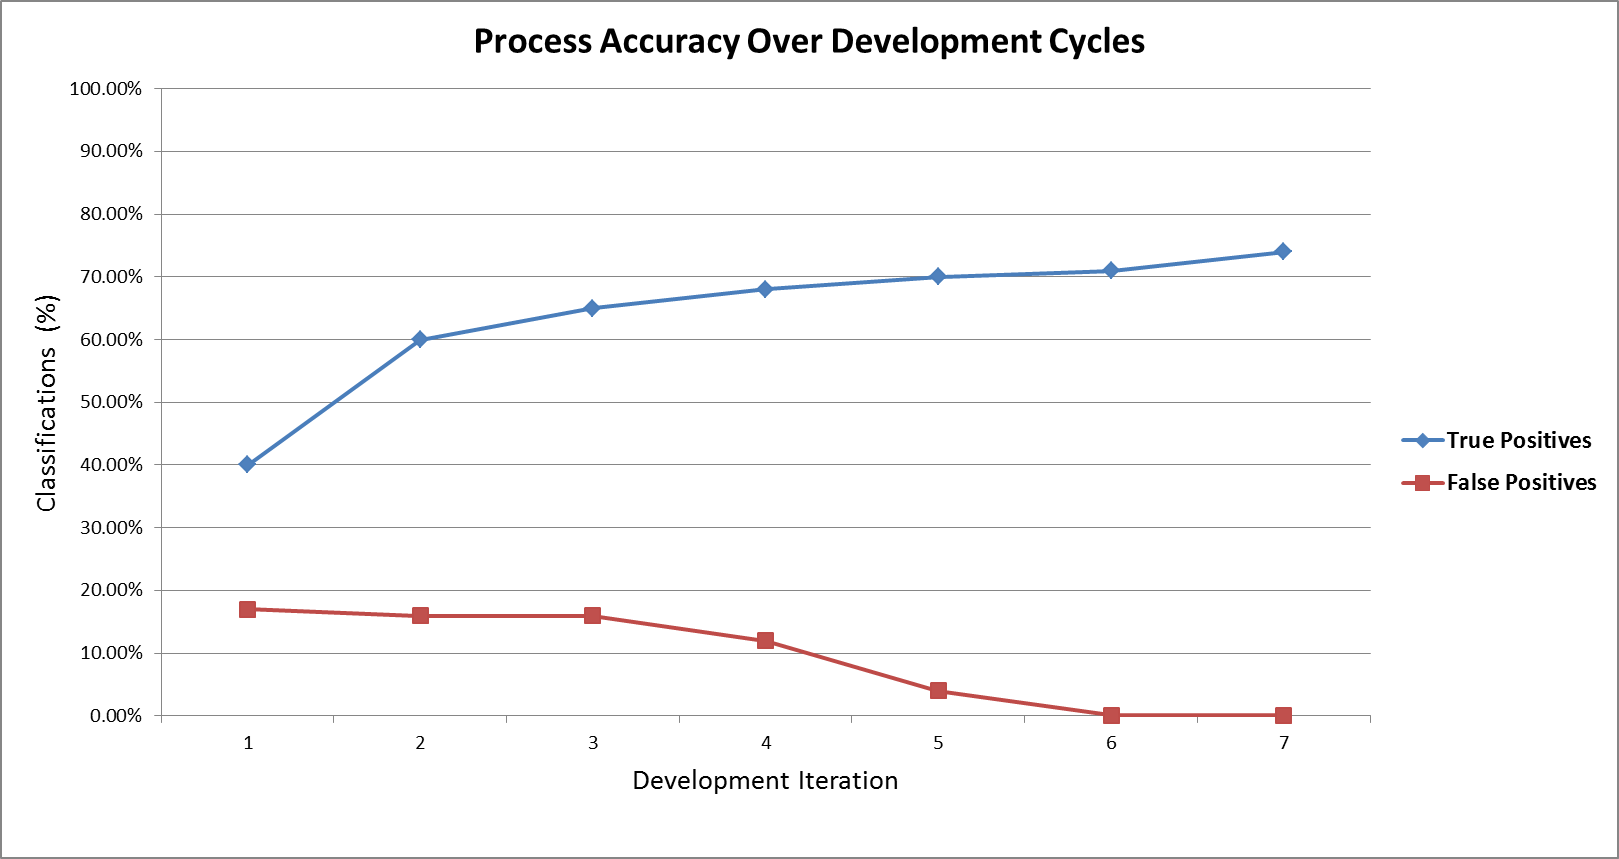 Process Accuracy Over Development Cycles
100.00%
90.00%
80.00%
70.00%
60.00%
50.00%
40.00%
30.00%
20.00%
10.00%
0.00%
Classifications (%)
1 2 3 4 5 6 7
Development Iteration
True Positives
False Positives